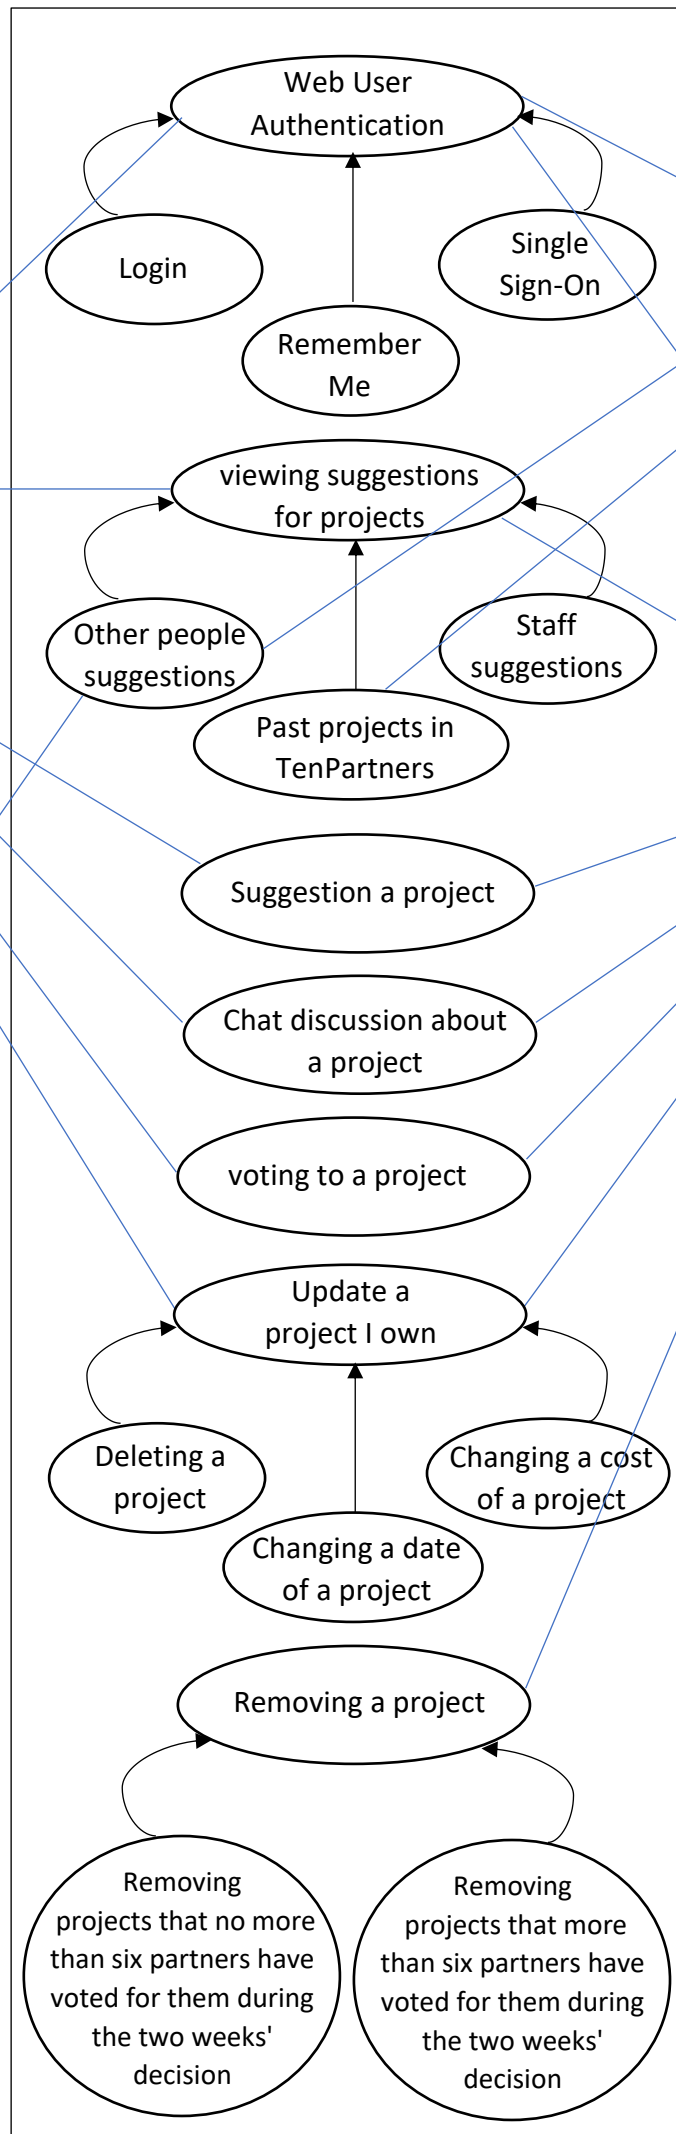 Web User
Authentication
Login
Single
Sign-On
Remember
Me
viewing suggestions
for projects
Other people
suggestions
Staff
suggestions
Past projects in
TenPartners
Suggestion a project
Chat discussion about
a project
voting to a project
Update a
project I own
Deleting a
project
Changing a cost
of a project
Changing a date
of a project
Removing a project
Removing
projects that no more
than six partners have
voted for them during
the two weeks'
decision
Removing
projects that more
than six partners have
voted for them during
the two weeks'
decision